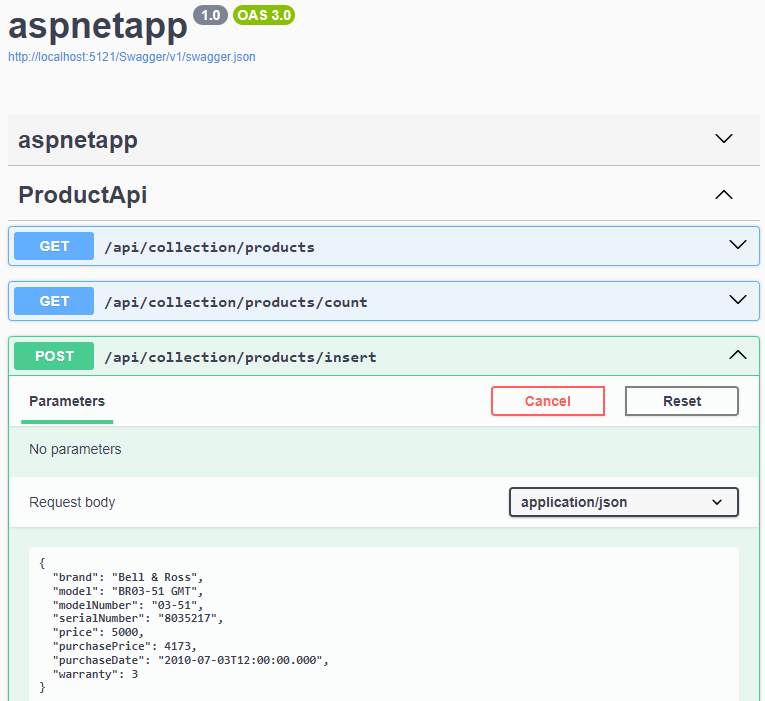 aspnetapp 1.0 OAS 3.0
http://localhost:5121/Swagger/v1/swagger.json
aspnetapp
ProductApi
GET /api/collection/products
GET /api/collection/products/count
POST /api/collection/products/insert
Parameters Cancel Reset
No parameters
Request body application/json
{
  "brand": "Bell & Ross",
  "model": "BR03-51 GMT",
  "modelNumber": "03-51",
  "serialNumber": "8035217",
  "price": 5000,
  "purchasePrice": 4173,
  "purchaseDate": "2010-07-03T12:00:00.000",
  "warranty": 3
}